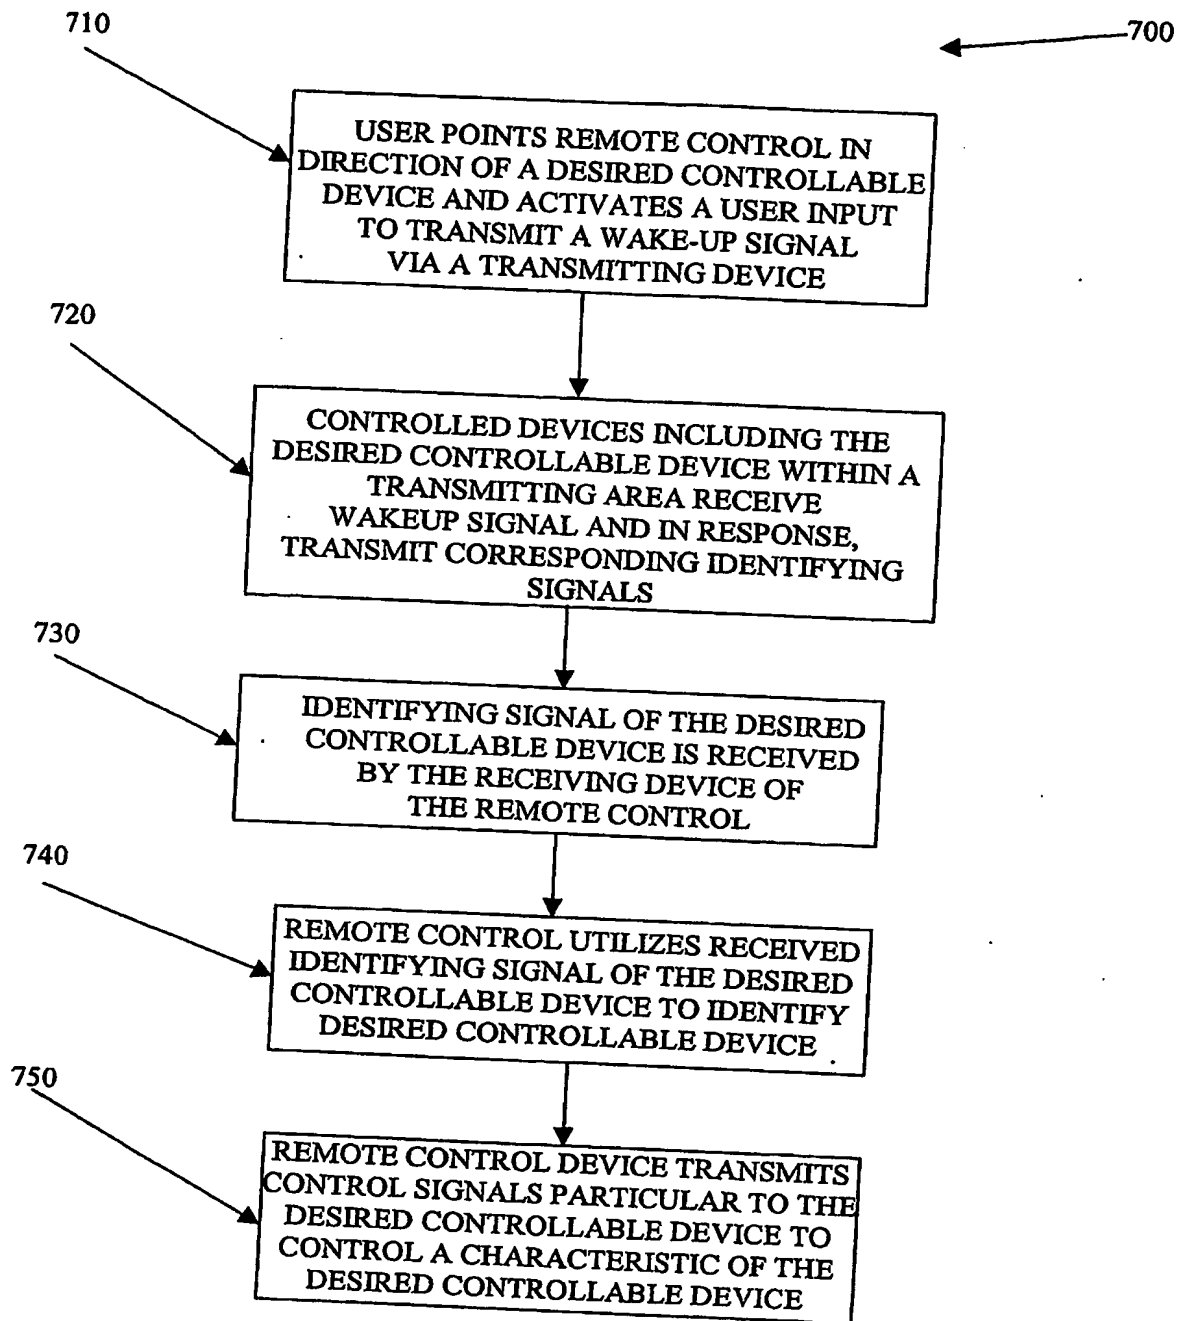 710
700
USER POINTS REMOTE CONTROL IN
DIRECTION OF A DESIRED CONTROLLABLE
DEVICE AND ACTIVATES A USER INPUT
TO TRANSMIT A WAKE-UP SIGNAL
VIA A TRANSMITTING DEVICE
720
CONTROLLED DEVICES INCLUDING THE
DESIRED CONTROLLABLE DEVICE WITHIN A
TRANSMITTING AREA RECEIVE
WAKEUP SIGNAL AND IN RESPONSE,
TRANSMIT CORRESPONDING IDENTIFYING
SIGNALS
730
IDENTIFYING SIGNAL OF THE DESIRED
CONTROLLABLE DEVICE IS RECEIVED
BY THE RECEIVING DEVICE OF
THE REMOTE CONTROL
740
REMOTE CONTROL UTILIZES RECEIVED
IDENTIFYING SIGNAL OF THE DESIRED
CONTROLLABLE DEVICE TO IDENTIFY
DESIRED CONTROLLABLE DEVICE
750
REMOTE CONTROL DEVICE TRANSMITS
CONTROL SIGNALS PARTICULAR TO THE
DESIRED CONTROLLABLE DEVICE TO
CONTROL A CHARACTERISTIC OF THE
DESIRED CONTROLLABLE DEVICE